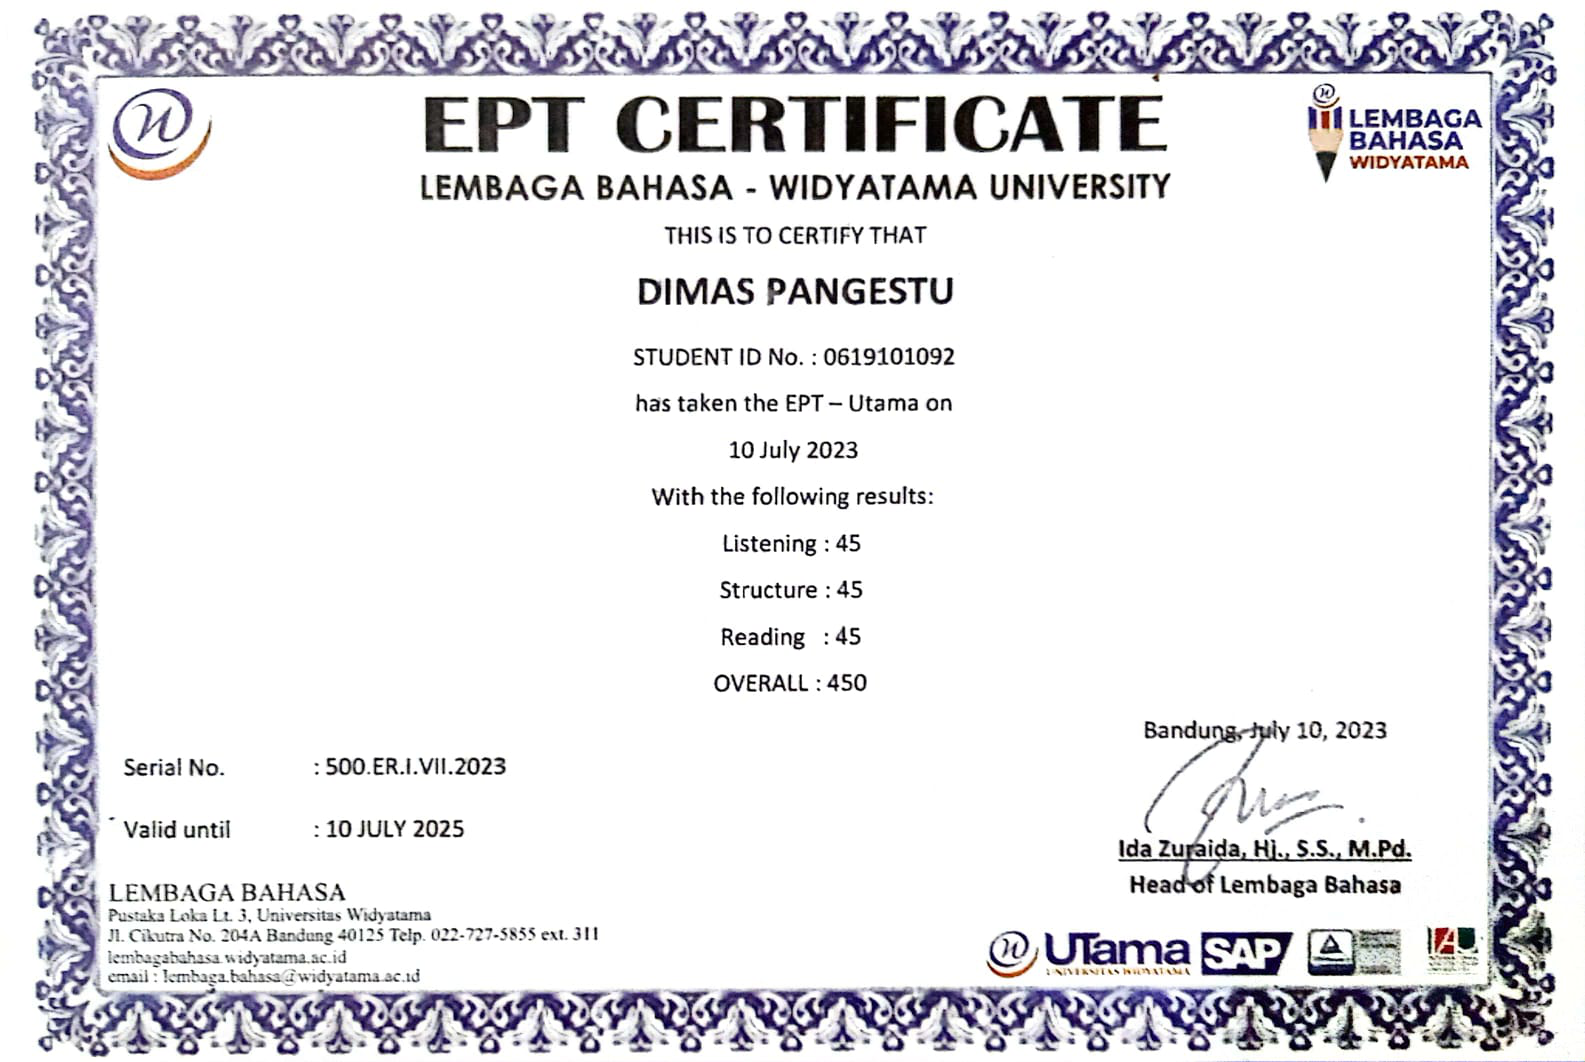 EPT CERTIFICATE
LEMBAGA BAHASA - WIDYATAMA UNIVERSITY
LEMBAGA
BAHASA
WIDYATAMA
THIS IS TO CERTIFY THAT
DIMAS PANGESTU
STUDENT ID No. : 0619101092
has taken the EPT – Utama on
10 July 2023
With the following results:
Listening : 45
Structure : 45
Reading : 45
OVERALL : 450
Bandung, July 10, 2023
Serial No. : 500.ER.I.VII.2023
Valid until : 10 JULY 2025
Ida Zuraida, Hj., S.S., M.Pd.
Head of Lembaga Bahasa
LEMBAGA BAHASA
Pustaka Loka Lt. 3, Universitas Widyatama
Jl. Cikutra No. 204A Bandung 40125 Telp. 022-727-5855 ext. 311
lembagabahasa.widyatama.ac.id
email : lembaga.bahasa@widyatama.ac.id
UTama
UNIVERSITAS WIDYATAMA
SAP